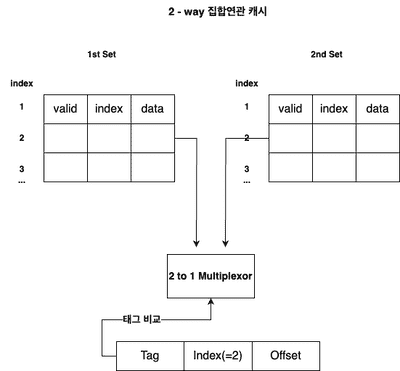 2 - way 집합연관 캐시
1st Set
2nd Set
index
index
1
valid
index
data
1
valid
index
data
2
2
3
3
...
...
2 to 1 Multiplexor
태그 비교
Tag
Index(=2)
Offset